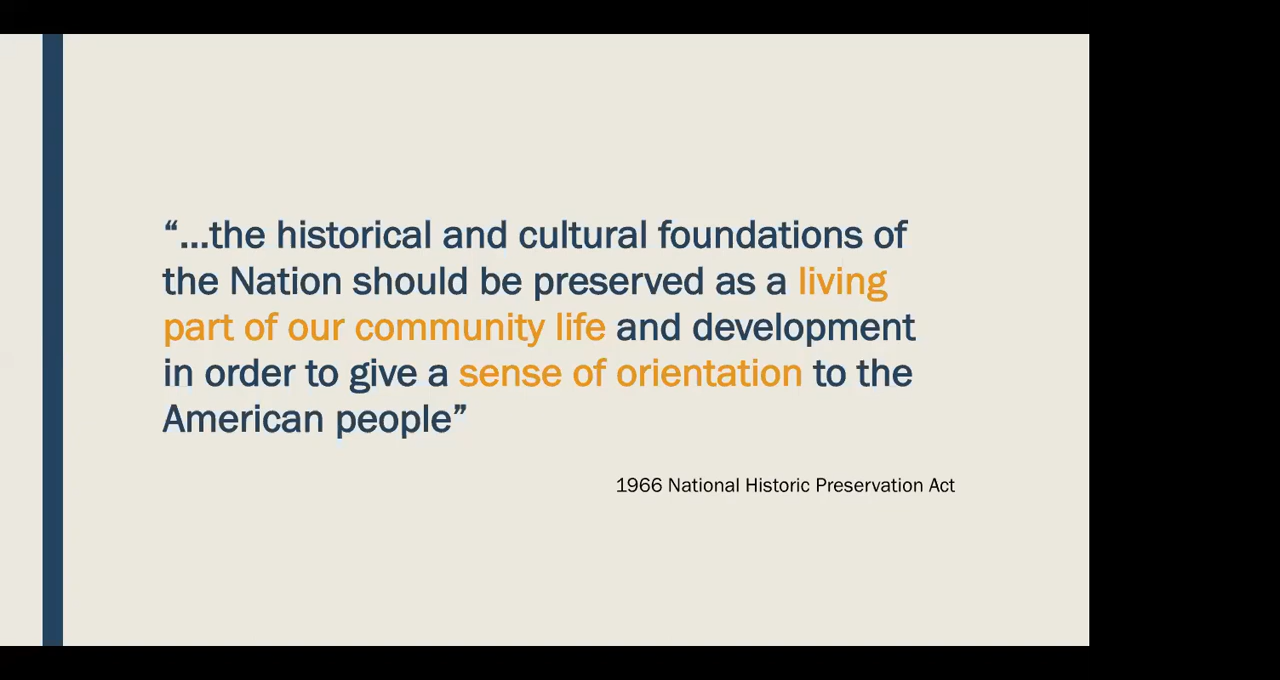 “...the historical and cultural foundations of
the Nation should be preserved as a living
part of our community life and development
in order to give a sense of orientation to the
American people”
1966 National Historic Preservation Act